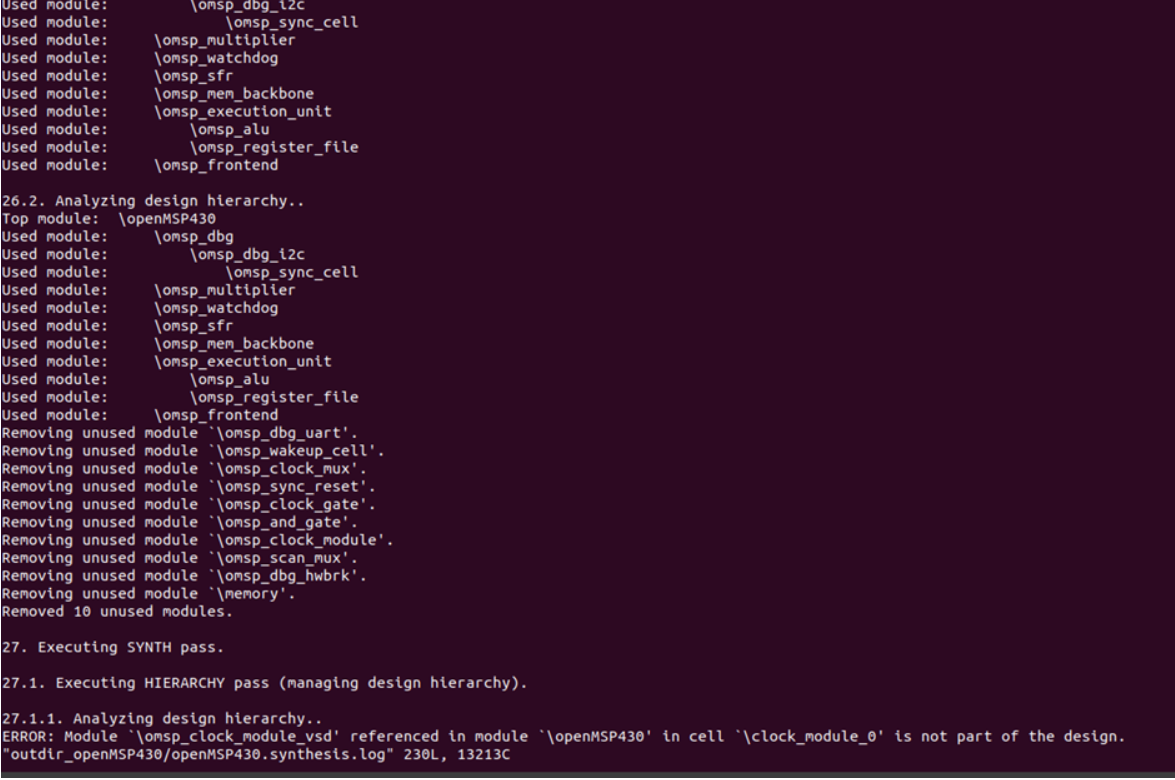 Used module:             \omsp_dbg_i2c
Used module:                 \omsp_sync_cell
Used module:     \omsp_multiplier
Used module:     \omsp_watchdog
Used module:     \omsp_sfr
Used module:     \omsp_mem_backbone
Used module:     \omsp_execution_unit
Used module:         \omsp_alu
Used module:         \omsp_register_file
Used module:     \omsp_frontend
26.2. Analyzing design hierarchy..
Top module:  \openMSP430
Used module:     \omsp_dbg
Used module:         \omsp_dbg_i2c
Used module:             \omsp_sync_cell
Used module:     \omsp_multiplier
Used module:     \omsp_watchdog
Used module:     \omsp_sfr
Used module:     \omsp_mem_backbone
Used module:     \omsp_execution_unit
Used module:         \omsp_alu
Used module:         \omsp_register_file
Used module:     \omsp_frontend
Removing unused module `\omsp_dbg_uart'.
Removing unused module `\omsp_wakeup_cell'.
Removing unused module `\omsp_clock_mux'.
Removing unused module `\omsp_sync_reset'.
Removing unused module `\omsp_clock_gate'.
Removing unused module `\omsp_and_gate'.
Removing unused module `\omsp_clock_module'.
Removing unused module `\omsp_scan_mux'.
Removing unused module `\omsp_dbg_hwbrk'.
Removing unused module `\memory'.
Removed 10 unused modules.
27. Executing SYNTH pass.
27.1. Executing HIERARCHY pass (managing design hierarchy).
27.1.1. Analyzing design hierarchy..
ERROR: Module `\omsp_clock_module_vsd' referenced in module `\openMSP430' in cell `\clock_module_0' is not part of the design.
"outdir_openMSP430/openMSP430.synthesis.log" 230L, 13213C